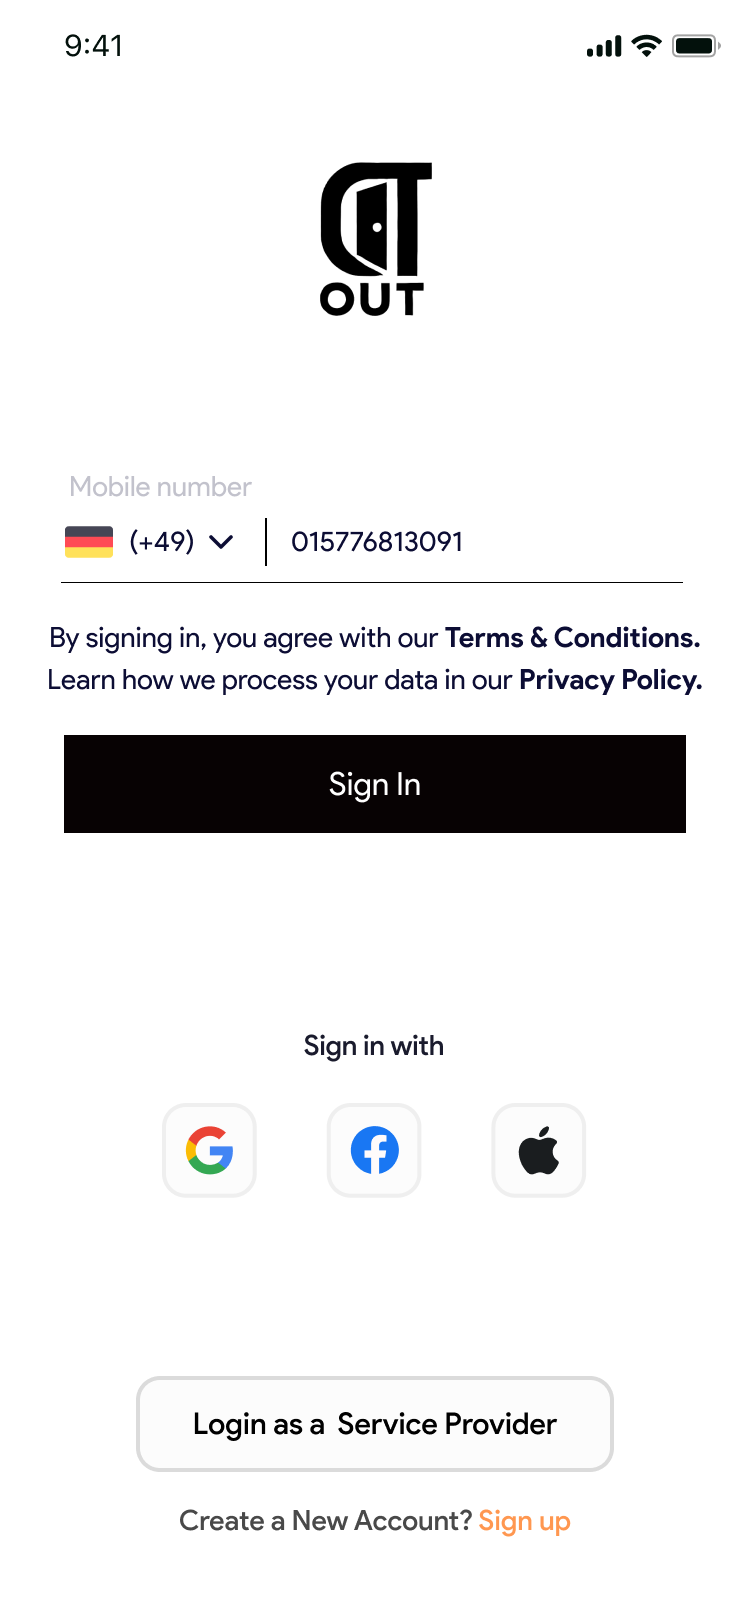 9:41
OUT
Mobile number
(+49) 015776813091
By signing in, you agree with our Terms & Conditions.
Learn how we process your data in our Privacy Policy.
Sign In
Sign in with
Login as a  Service Provider
Create a New Account? Sign up